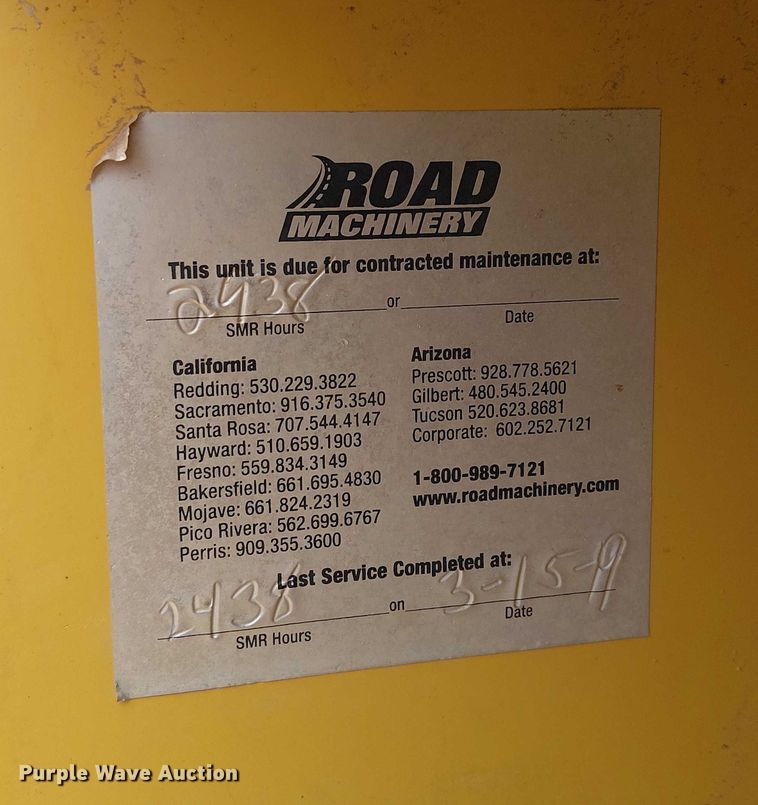 ROAD
MACHINERY
This unit is due for contracted maintenance at:
2438 or
SMR Hours Date
California
Redding: 530.229.3822
Sacramento: 916.375.3540
Santa Rosa: 707.544.4147
Hayward: 510.659.1903
Fresno: 559.834.3149
Bakersfield: 661.695.4830
Mojave: 661.824.2319
Pico Rivera: 562.699.6767
Perris: 909.355.3600
Arizona
Prescott: 928.778.5621
Gilbert: 480.545.2400
Tucson 520.623.8681
Corporate: 602.252.7121
1-800-989-7121
www.roadmachinery.com
Last Service Completed at:
2438 on 3-15-19
SMR Hours Date
Purple Wave Auction